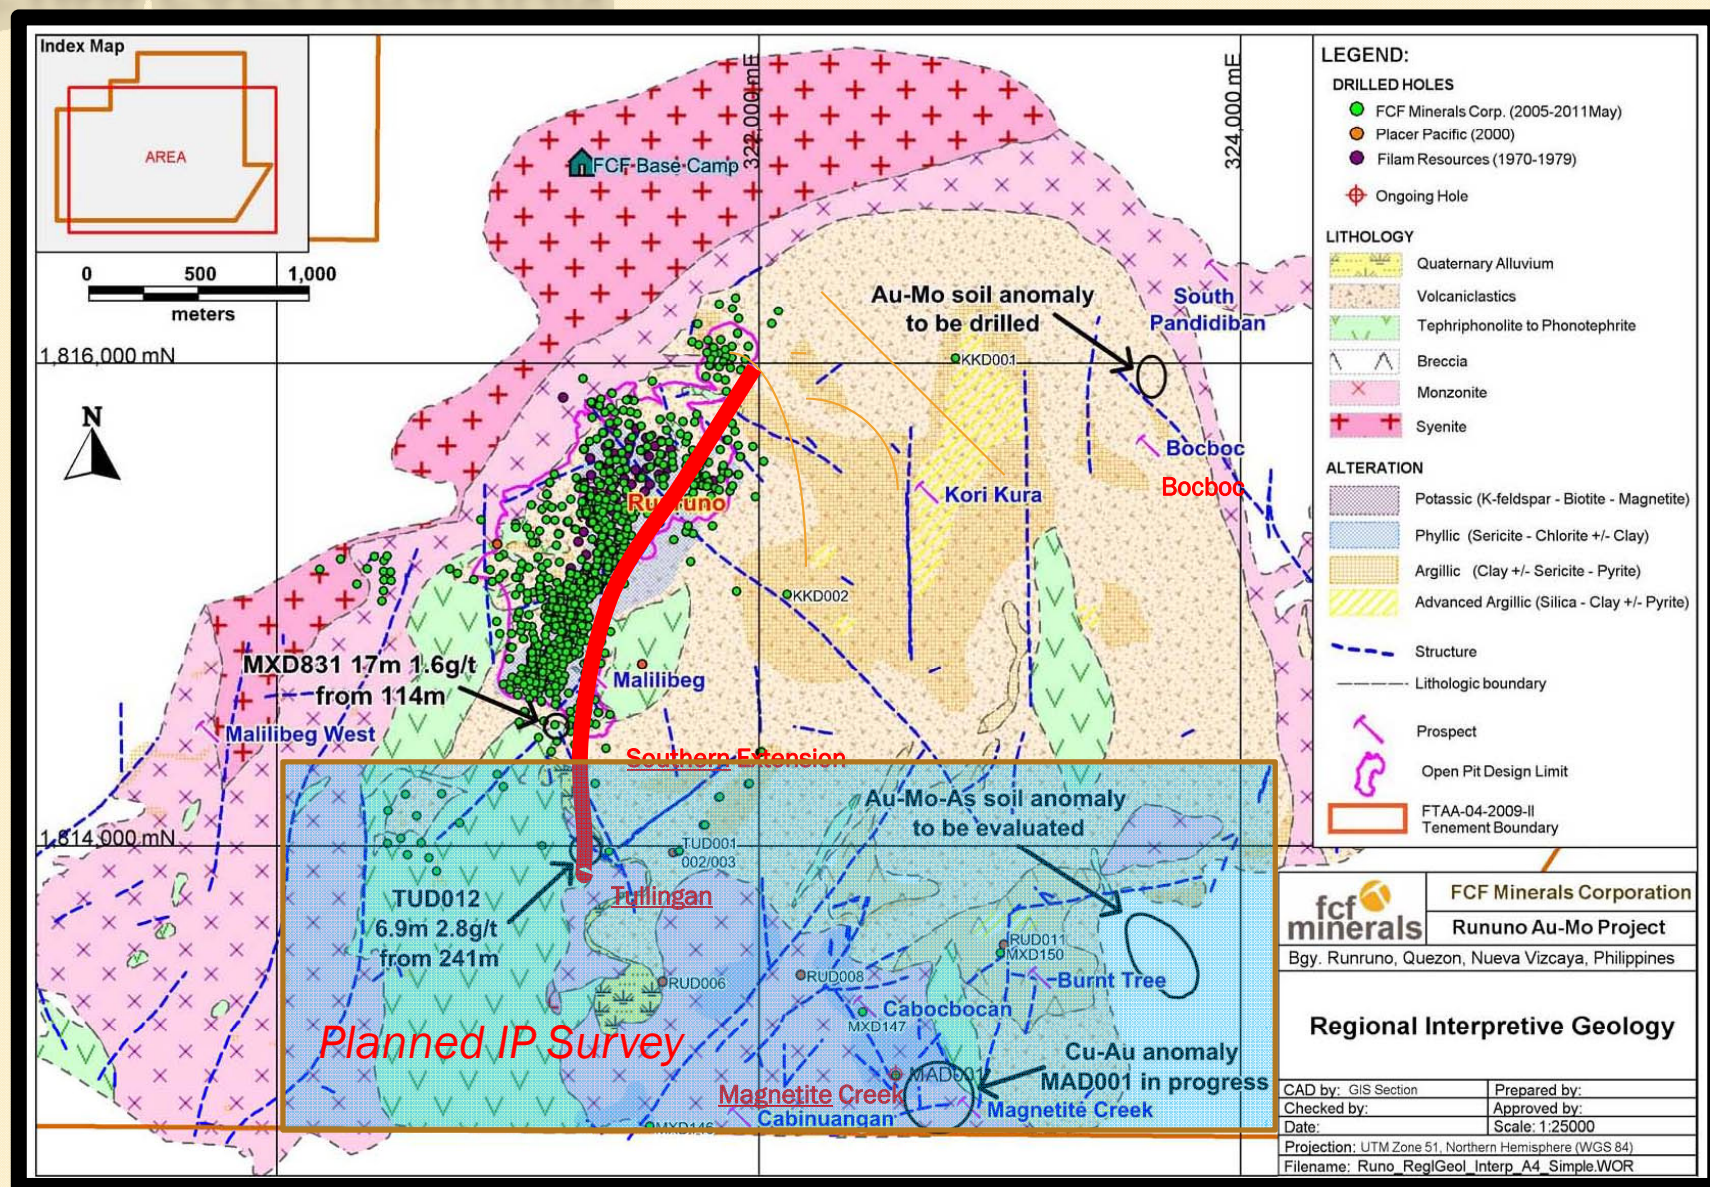 Index Map
AREA
0 500 1,000
meters
N
322,000 mE
324,000 mE
1,816,000 mN
1,814,000 mN
FCF Base Camp
Au-Mo soil anomaly
to be drilled
South
Pandidiban
KKD001
Bocboc
Bocboc
Kori Kura
Runruno
KKD002
MXD831 17m 1.6g/t
from 114m
Malilibeg
Malilibeg West
Southern Extension
Au-Mo-As soil anomaly
to be evaluated
TUD001
002/003
TUD012
6.9m 2.8g/t
from 241m
Tullingan
RUD011
MXD150
RUD006
RUD008
Burnt Tree
Cabocbocan
MXD147
Planned IP Survey
Cu-Au anomaly
MAD001 in progress
MAD001
Magnetite Creek
Cabinuangan
Magnetite Creek
MXD146
LEGEND:
DRILLED HOLES
FCF Minerals Corp. (2005-2011May)
Placer Pacific (2000)
Filam Resources (1970-1979)
Ongoing Hole
LITHOLOGY
Quaternary Alluvium
Volcaniclastics
Tephriphonolite to Phonotephrite
Breccia
Monzonite
Syenite
ALTERATION
Potassic (K-feldspar - Biotite - Magnetite)
Phyllic (Sericite - Chlorite +/- Clay)
Argillic (Clay +/- Sericite - Pyrite)
Advanced Argillic (Silica - Clay +/- Pyrite)
Structure
Lithologic boundary
Prospect
Open Pit Design Limit
FTAA-04-2009-II
Tenement Boundary
fcf
minerals
FCF Minerals Corporation
Rununo Au-Mo Project
Bgy. Runruno, Quezon, Nueva Vizcaya, Philippines
Regional Interpretive Geology
CAD by: GIS Section
Prepared by:
Checked by:
Approved by:
Date:
Scale: 1:25000
Projection: UTM Zone 51, Northern Hemisphere (WGS 84)
Filename: Runo_ReglGeol_Interp_A4_Simple.WOR